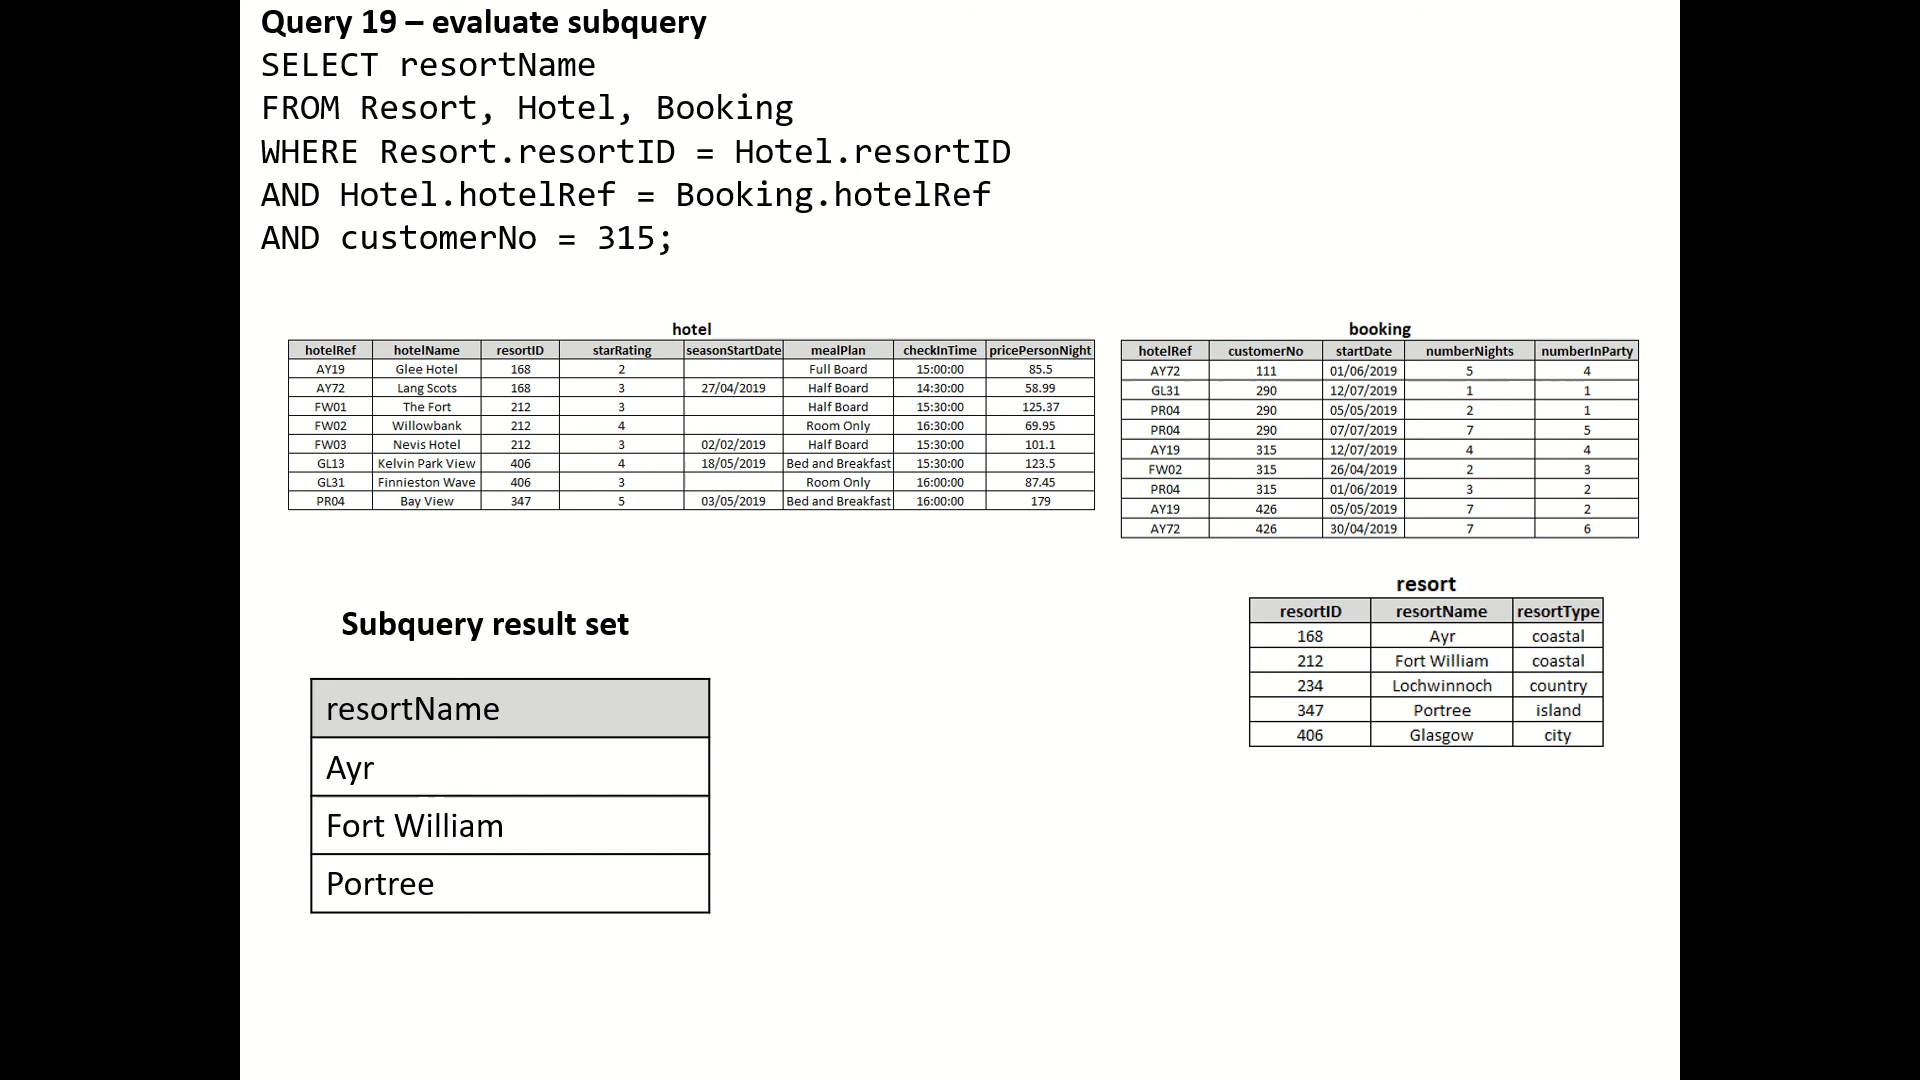 Query 19 – evaluate subquery
SELECT resortName
FROM Resort, Hotel, Booking
WHERE Resort.resortID = Hotel.resortID
AND Hotel.hotelRef = Booking.hotelRef
AND customerNo = 315;
hotel
hotelRef hotelName resortID starRating seasonStartDate mealPlan checkInTime pricePersonNight
AY19 Glee Hotel 168 2 Full Board 15:00:00 85.5
AY72 Lang Scots 168 3 27/04/2019 Half Board 14:30:00 58.99
FW01 The Fort 212 3 Half Board 15:30:00 125.37
FW02 Willowbank 212 4 Room Only 16:30:00 69.95
FW03 Nevis Hotel 212 3 02/02/2019 Half Board 15:30:00 101.1
GL13 Kelvin Park View 406 4 18/05/2019 Bed and Breakfast 15:30:00 123.5
GL31 Finnieston Wave 406 3 Room Only 16:00:00 87.45
PR04 Bay View 347 5 03/05/2019 Bed and Breakfast 16:00:00 179
booking
hotelRef customerNo startDate numberNights numberInParty
AY72 111 01/06/2019 5 4
GL31 290 12/07/2019 1 1
PR04 290 05/05/2019 2 1
PR04 290 07/07/2019 7 5
AY19 315 12/07/2019 4 4
FW02 315 26/04/2019 2 3
PR04 315 01/06/2019 3 2
AY19 426 05/05/2019 7 2
AY72 426 30/04/2019 7 6
resort
resortID resortName resortType
168 Ayr coastal
212 Fort William coastal
234 Lochwinnoch country
347 Portree island
406 Glasgow city
Subquery result set
resortName
Ayr
Fort William
Portree